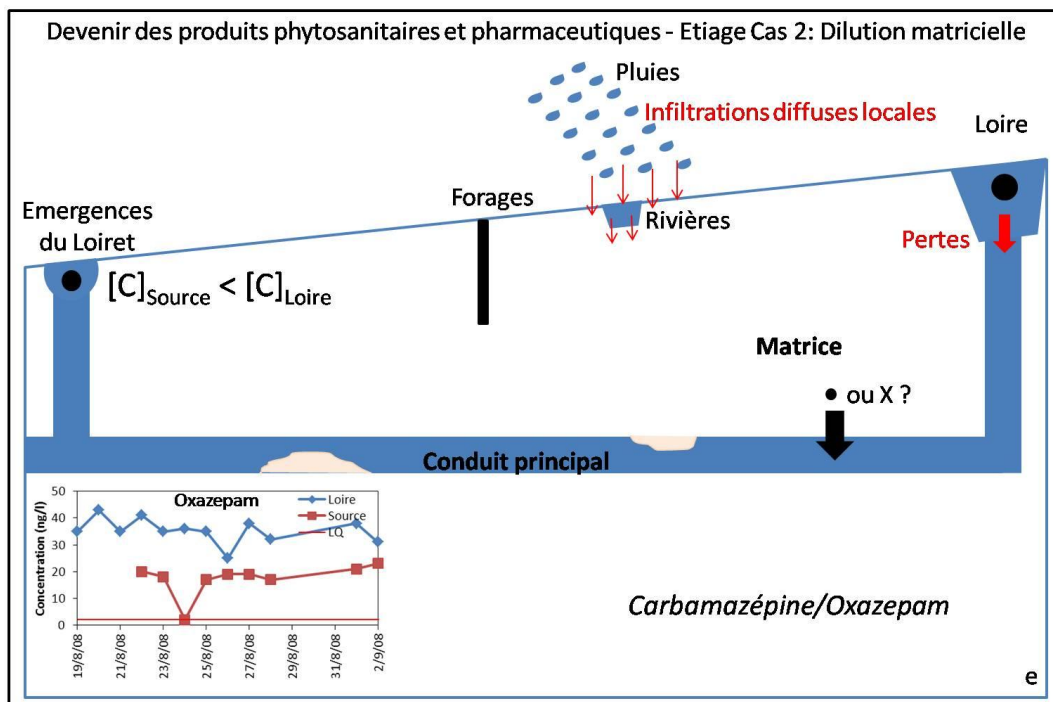 Devenir des produits phytosanitaires et pharmaceutiques - Etiage Cas 2: Dilution matricielle
Pluies
Infiltrations diffuses locales
Loire
Forages
Emergences
du Loiret
Rivières
Pertes
[C]Source < [C]Loire
Matrice
ou X ?
Conduit principal
Oxazepam
Loire
Source
LQ
Concentration (ng/l)
50
40
30
20
10
0
19/8/08
21/8/08
23/8/08
25/8/08
27/8/08
29/8/08
31/8/08
2/9/08
Carbamazépine/Oxazepam
e